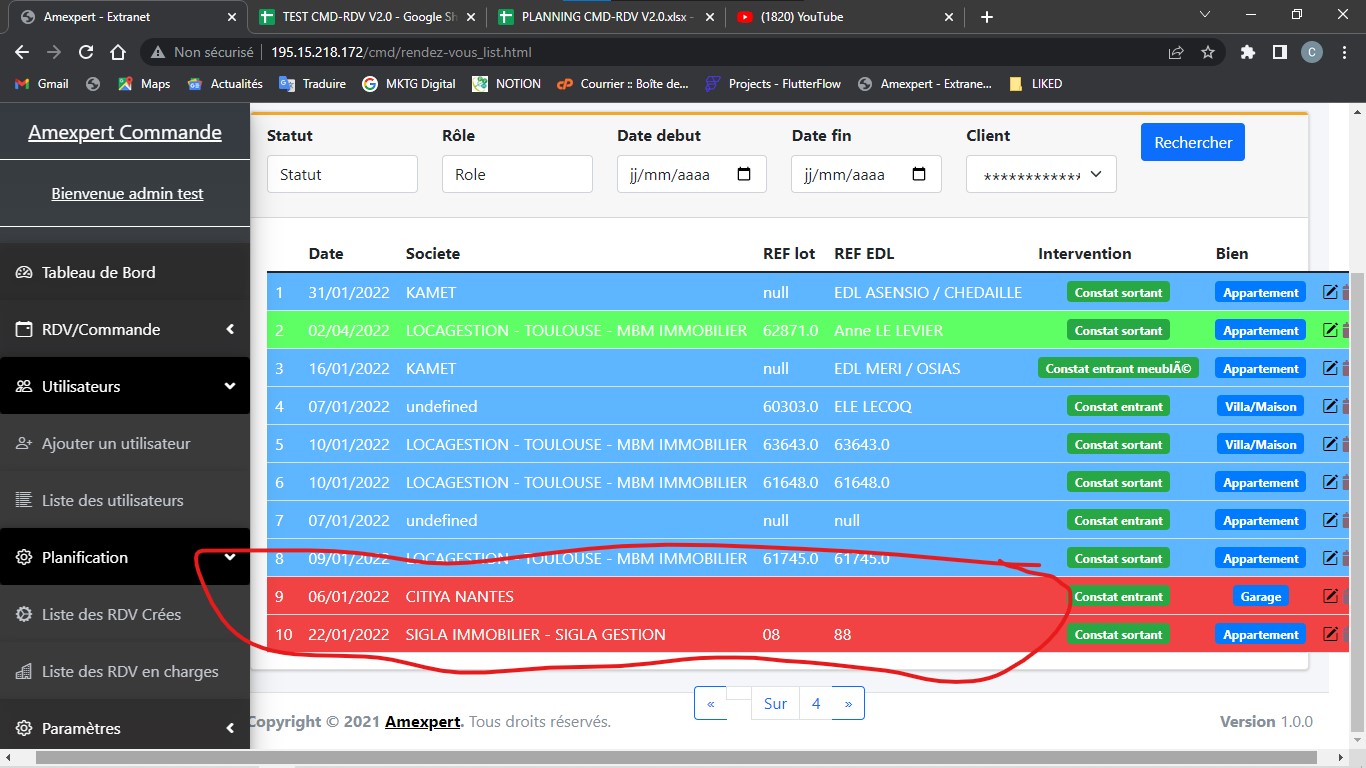 Amexpert - Extranet
TEST CMD-RDV V2.0 - Google Sh
PLANNING CMD-RDV V2.0.xlsx -
(1820) YouTube
Non sécurisé
195.15.218.172/cmd/rendez-vous_list.html
C
Gmail
Maps
Actualités
Traduire
MKTG Digital
NOTION
Courrier :: Boîte de...
Projects - FlutterFlow
Amexpert - Extrane...
LIKED
Amexpert Commande
Bienvenue admin test
Tableau de Bord
RDV/Commande
Utilisateurs
Ajouter un utilisateur
Liste des utilisateurs
Planification
Liste des RDV Crées
Liste des RDV en charges
Paramètres
Statut Rôle Date debut Date fin Client
Statut Role jj/mm/aaaa jj/mm/aaaa ************
Rechercher
Date Societe REF lot REF EDL Intervention Bien
1 31/01/2022 KAMET null EDL ASENSIO / CHEDAILLE Constat sortant Appartement
2 02/04/2022 LOCAGESTION - TOULOUSE - MBM IMMOBILIER 62871.0 Anne LE LEVIER Constat sortant Appartement
3 16/01/2022 KAMET null EDL MERI / OSIAS Constat entrant meublÃ© Appartement
4 07/01/2022 undefined 60303.0 ELE LECOQ Constat entrant Villa/Maison
5 10/01/2022 LOCAGESTION - TOULOUSE - MBM IMMOBILIER 63643.0 63643.0 Constat sortant Villa/Maison
6 10/01/2022 LOCAGESTION - TOULOUSE - MBM IMMOBILIER 61648.0 61648.0 Constat sortant Appartement
7 07/01/2022 undefined null null Constat entrant Appartement
8 09/01/2022 LOCAGESTION - TOULOUSE - MBM IMMOBILIER 61745.0 61745.0 Constat sortant Appartement
9 06/01/2022 CITIYA NANTES Constat entrant Garage
10 22/01/2022 SIGLA IMMOBILIER - SIGLA GESTION 08 88 Constat sortant Appartement
« Sur 4 »
Copyright © 2021 Amexpert. Tous droits réservés.
Version 1.0.0